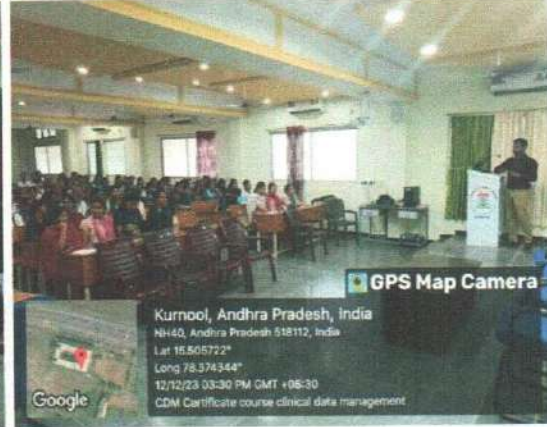 GPS Map Camera
Kurnool, Andhra Pradesh, India
NH40, Andhra Pradesh 518112, India
Lat 15.505722°
Long 78.374344°
12/12/23 03:30 PM GMT +05:30
CDM Certificate course clinical data management
Google